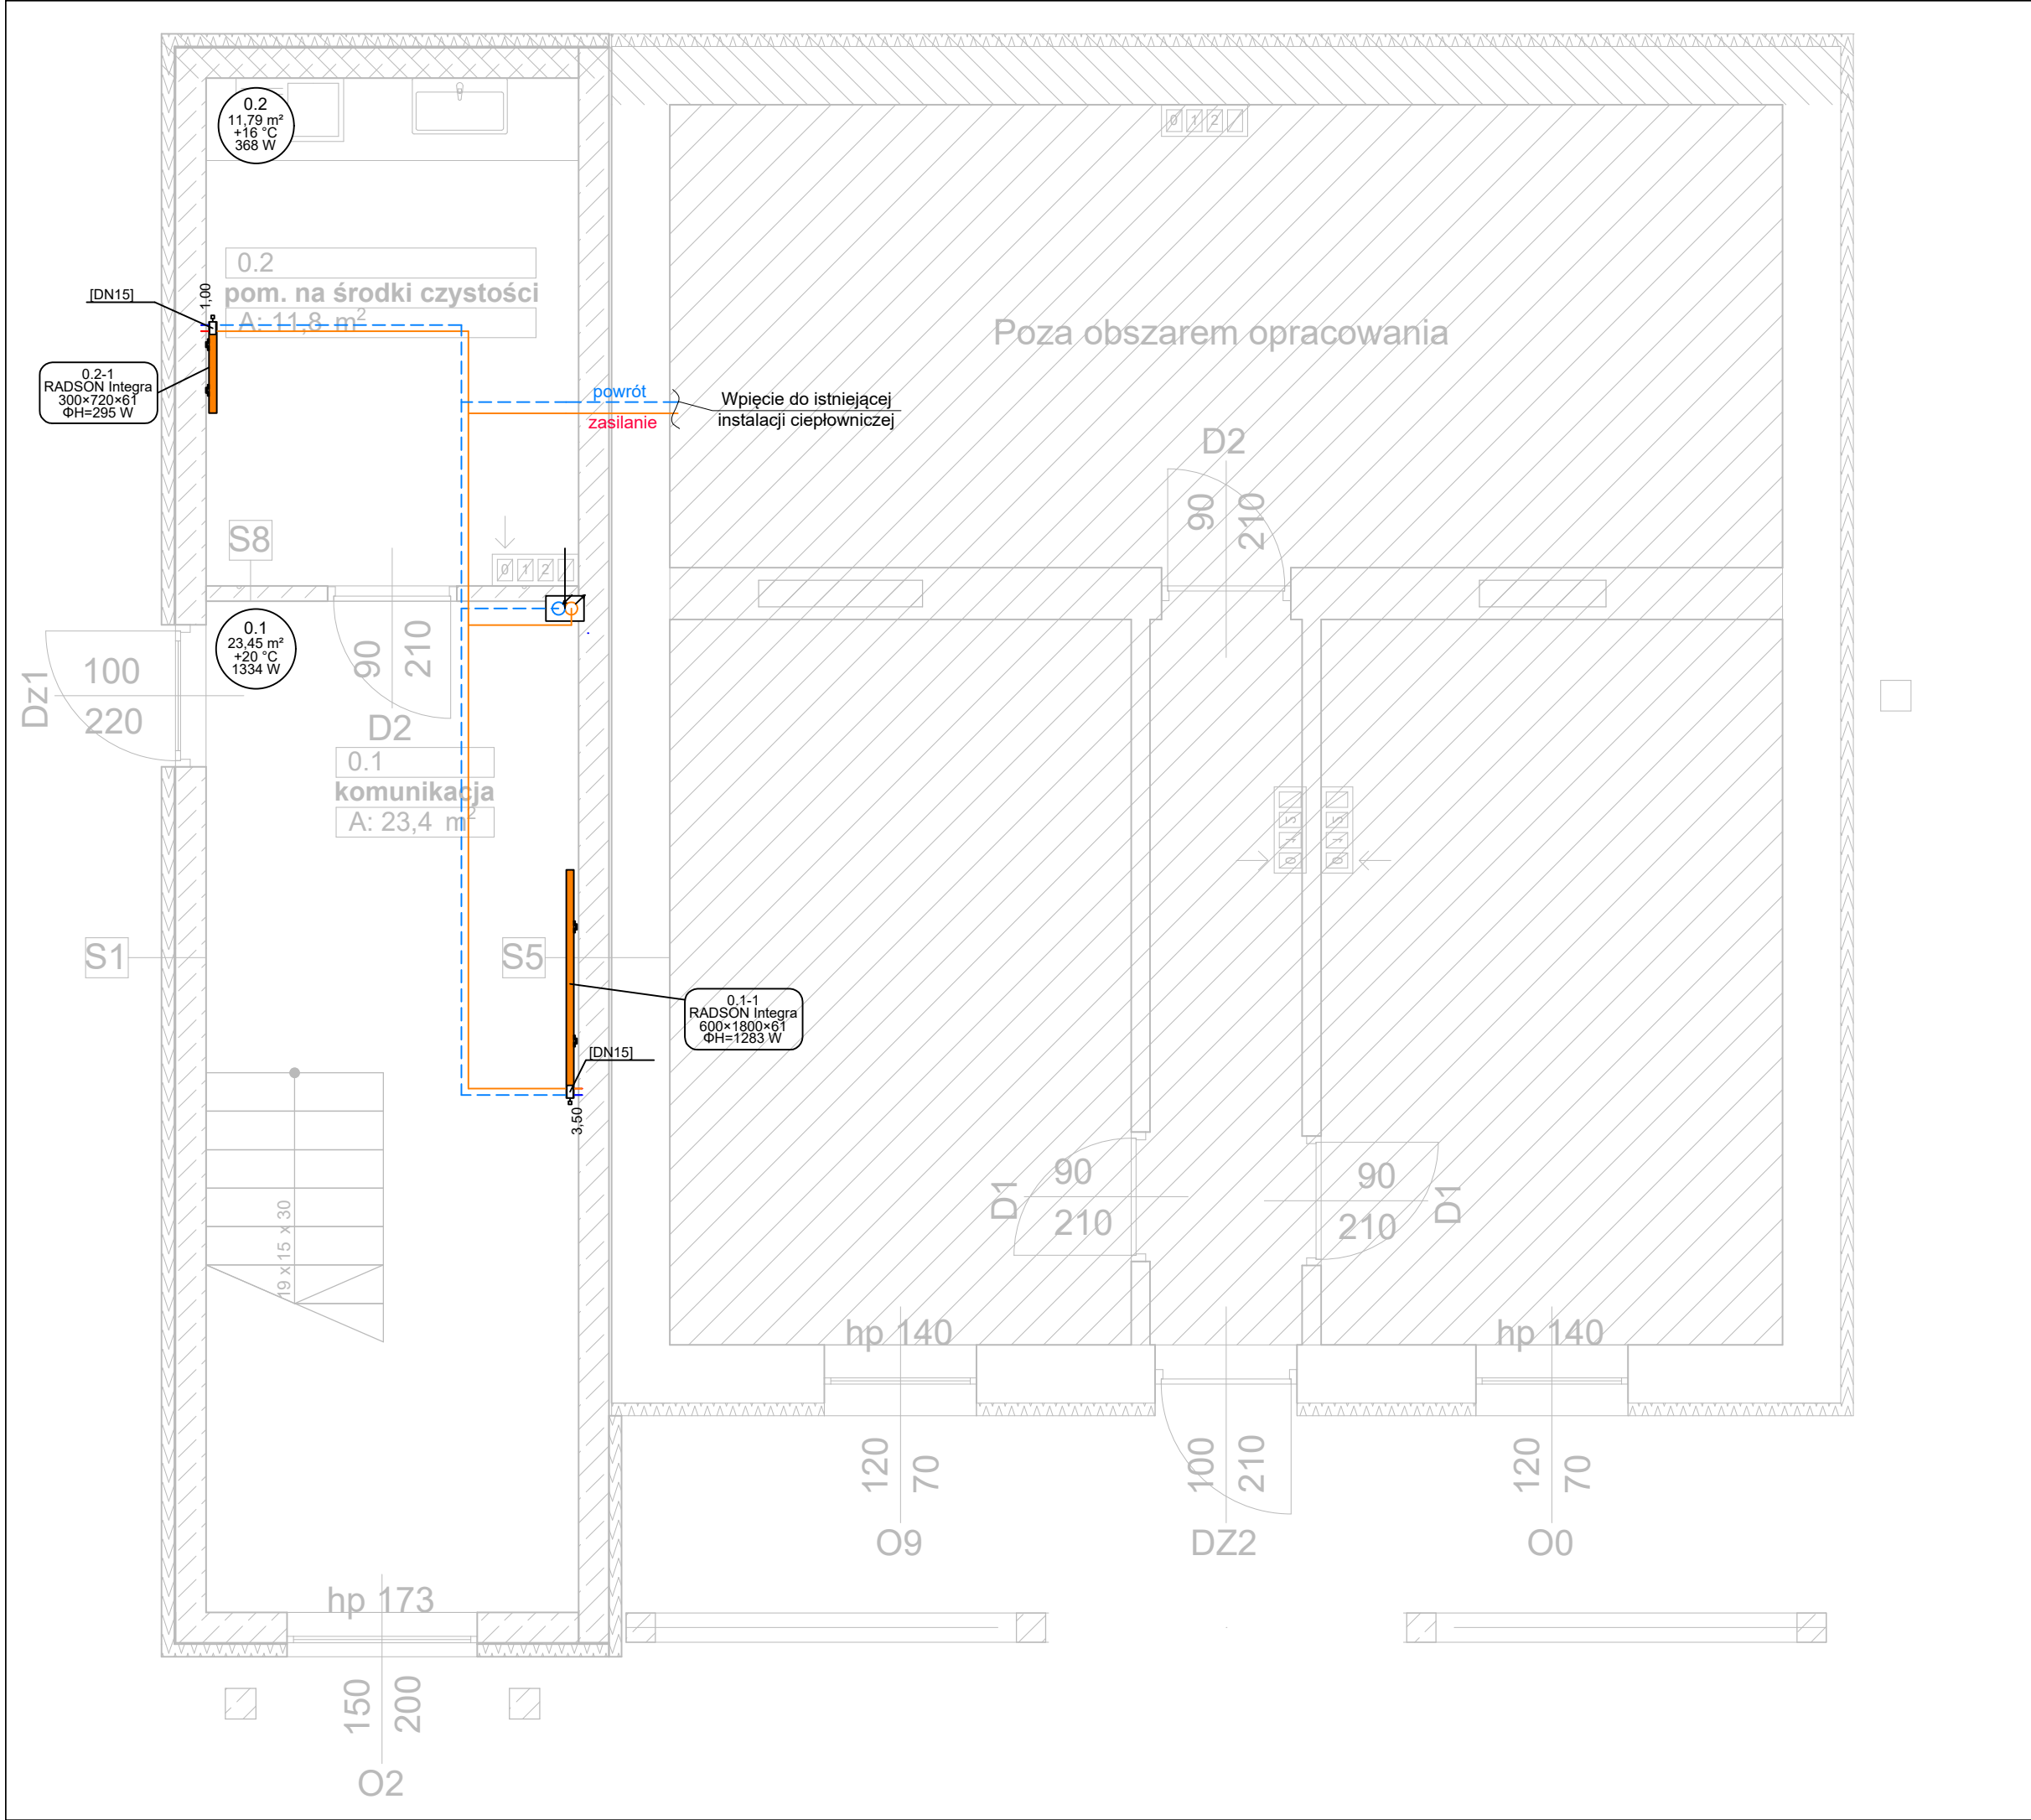 0.2
11,79 m²
+16 °C
368 W
0 1 2
0.2
pom. na środki czystości
A: 11,8 m²
[DN15]
1,00
0.2-1
RADSON Integra
300×720×61
ΦH=295 W
Poza obszarem opracowania
powrót
zasilanie
Wpięcie do istniejącej
instalacji ciepłowniczej
D2
90
210
S8
0 1 2
0.1
23,45 m²
+20 °C
1334 W
Dz1
100
220
90
210
D2
0.1
komunikacja
A: 23,4 m²
S1
S5
0.1-1
RADSON Integra
600×1800×61
ΦH=1283 W
[DN15]
3,50
19 x 15 x 30
D1
90
210
90
210
D1
hp 140
hp 140
120
70
100
210
120
70
O9
DZ2
O0
hp 173
150
200
O2